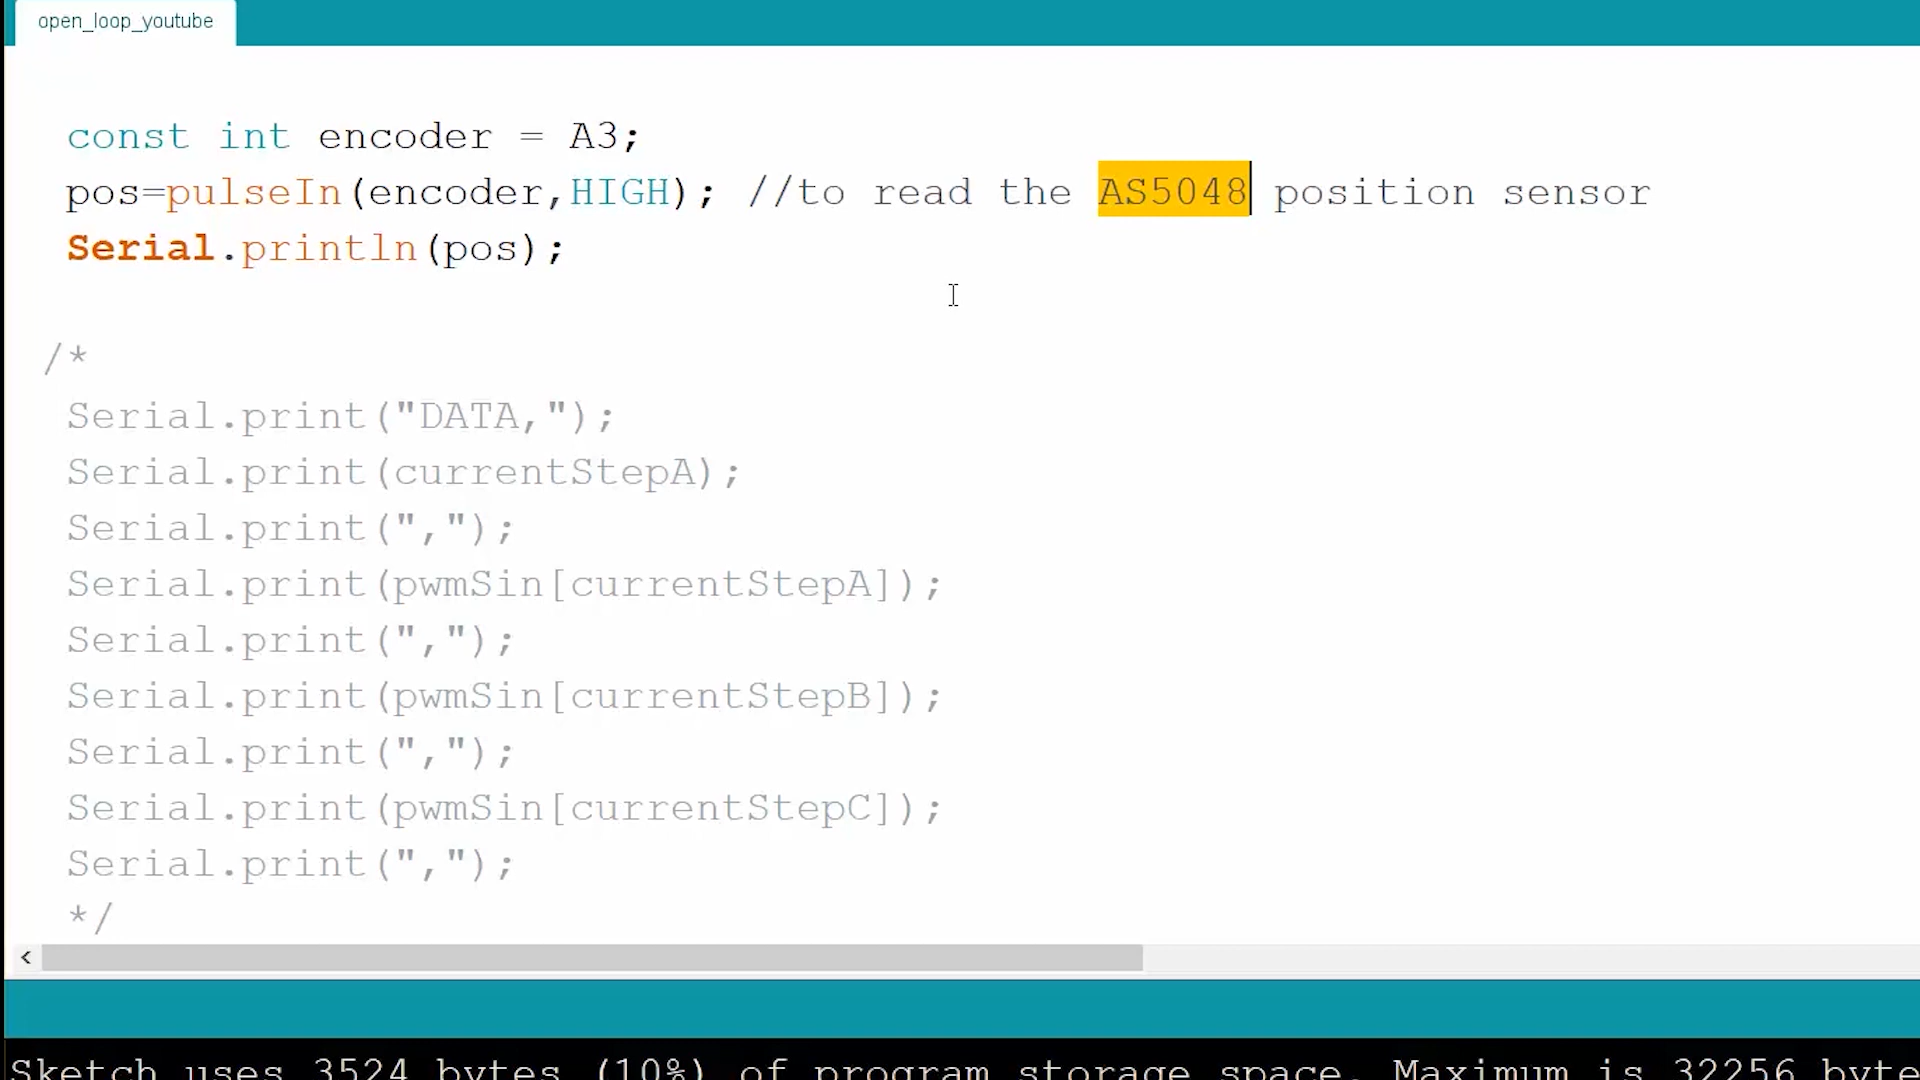 open_loop_youtube
const int encoder = A3;
pos=pulseIn(encoder,HIGH); //to read the AS5048 position sensor
Serial.println(pos);
/*
Serial.print("DATA,");
Serial.print(currentStepA);
Serial.print(",");
Serial.print(pwmSin[currentStepA]);
Serial.print(",");
Serial.print(pwmSin[currentStepB]);
Serial.print(",");
Serial.print(pwmSin[currentStepC]);
Serial.print(",");
*/
Sketch uses 3524 bytes (10%) of program storage space. Maximum is 32256 byte